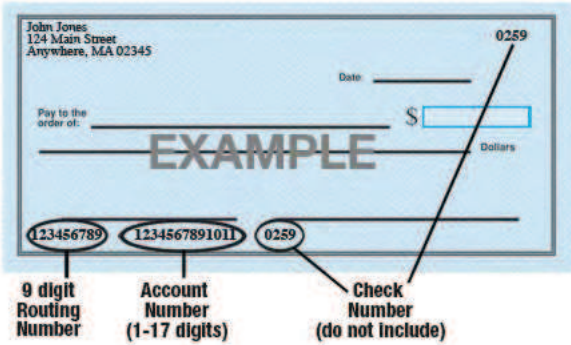 John Jones
124 Main Street
Anywhere, MA 02345
0259
Date
Pay to the
order of:
$
EXAMPLE
Dollars
123456789 1234567891011 0259
9 digit
Routing
Number
Account
Number
(1-17 digits)
Check
Number
(do not include)